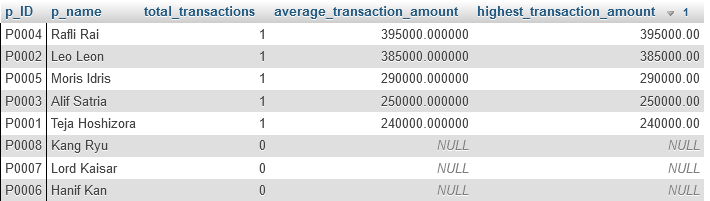 p_ID p_name total_transactions average_transaction_amount highest_transaction_amount 1
P0004 Rafli Rai 1 395000.000000 395000.00
P0002 Leo Leon 1 385000.000000 385000.00
P0005 Moris Idris 1 290000.000000 290000.00
P0003 Alif Satria 1 250000.000000 250000.00
P0001 Teja Hoshizora 1 240000.000000 240000.00
P0008 Kang Ryu 0 NULL NULL
P0007 Lord Kaisar 0 NULL NULL
P0006 Hanif Kan 0 NULL NULL